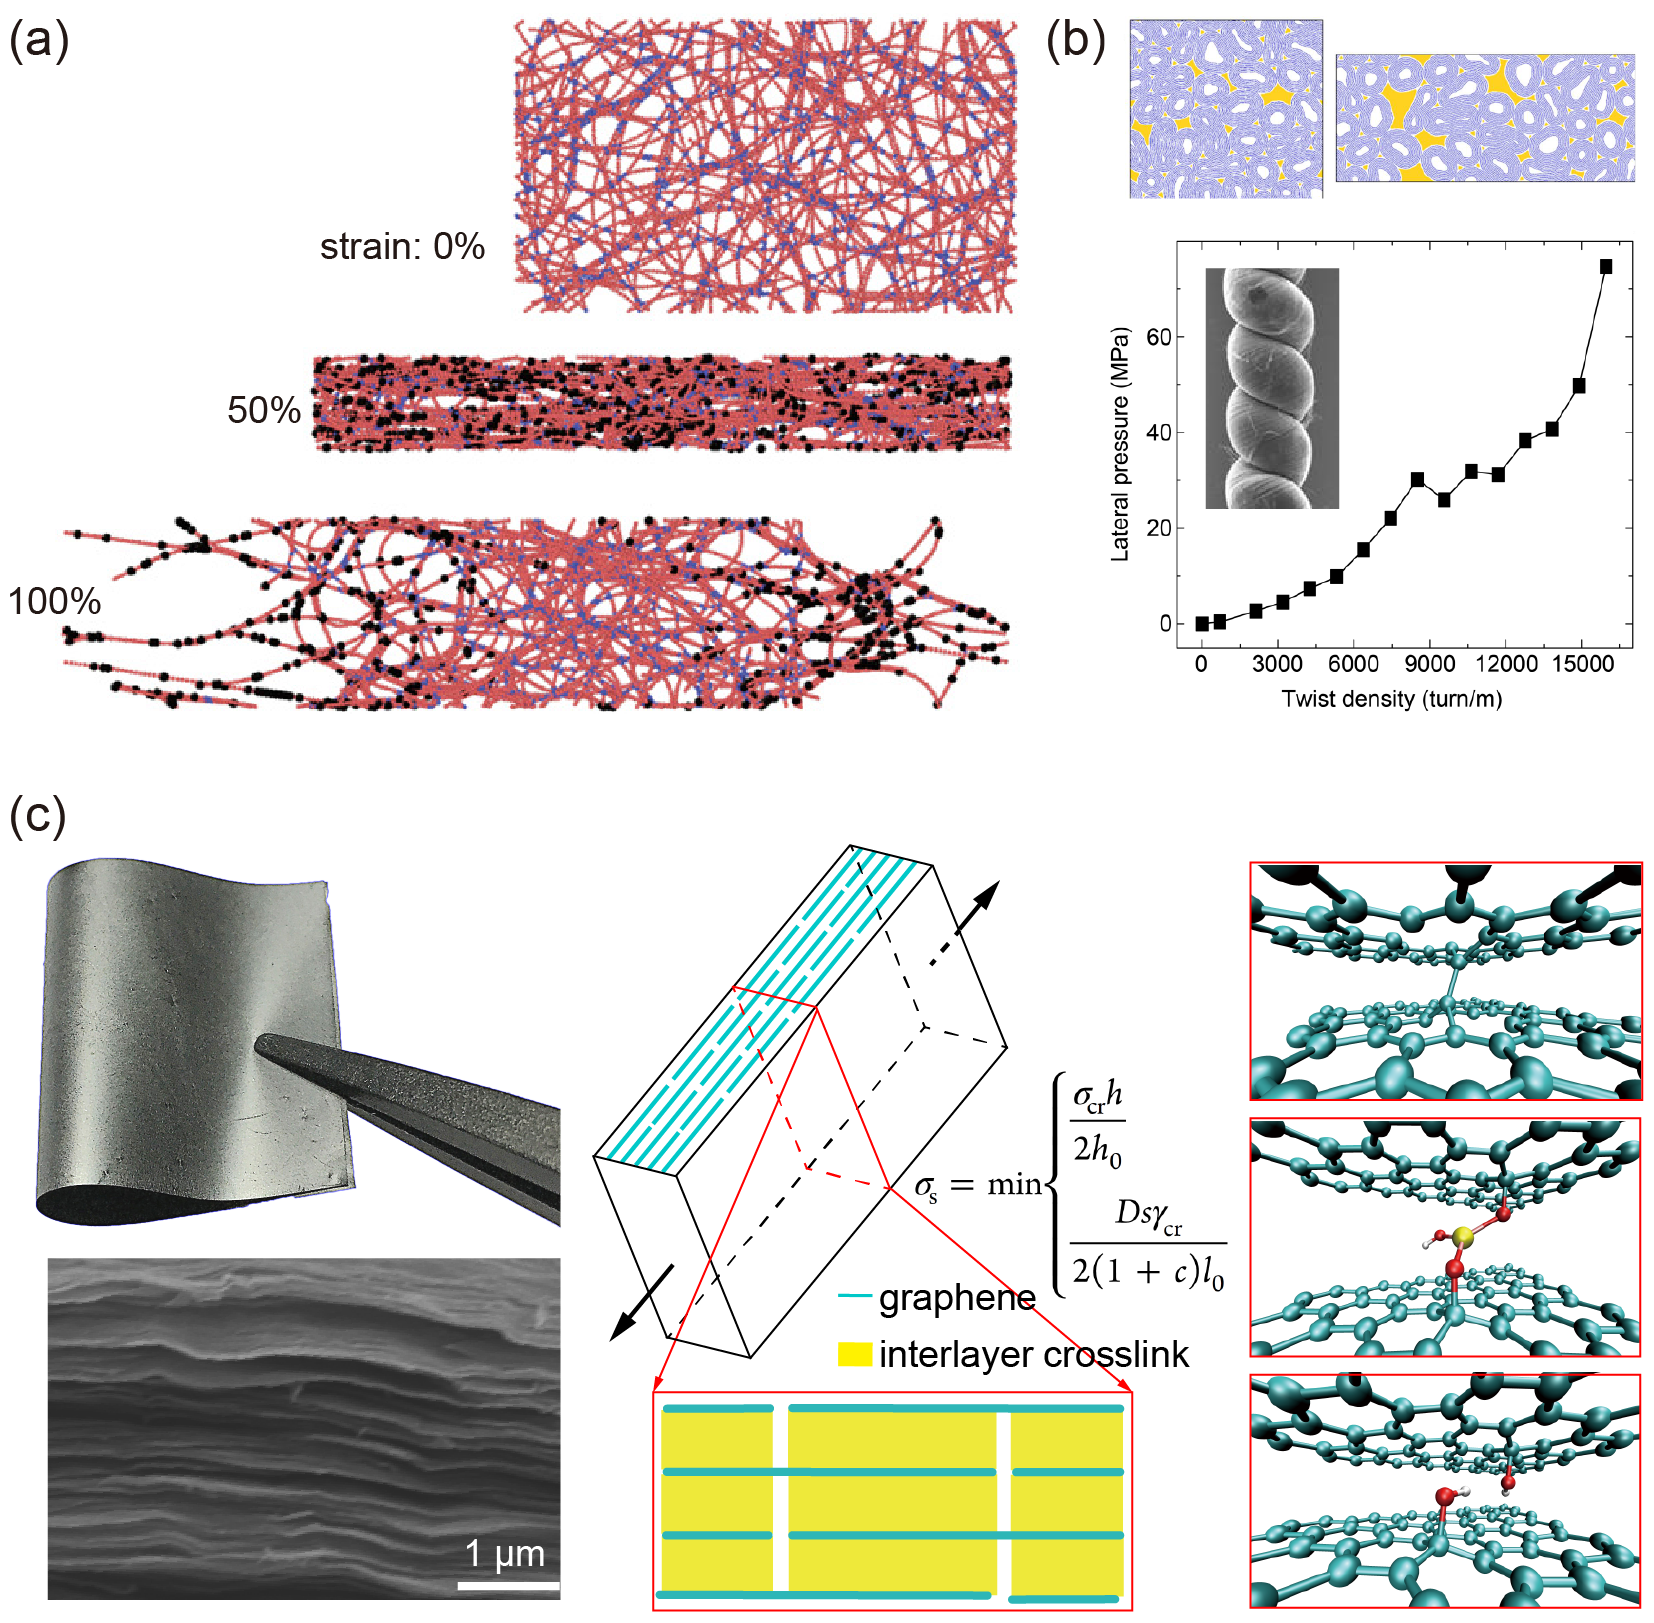 (a)
strain: 0%
50%
100%
(b)
Lateral pressure (MPa)
60
40
20
0
0 3000 6000 9000 12000 15000
Twist density (turn/m)
(c)
1 μm
σs = min { σcrh / 2h0
Dsγcr / 2(1 + c)l0
graphene
interlayer crosslink